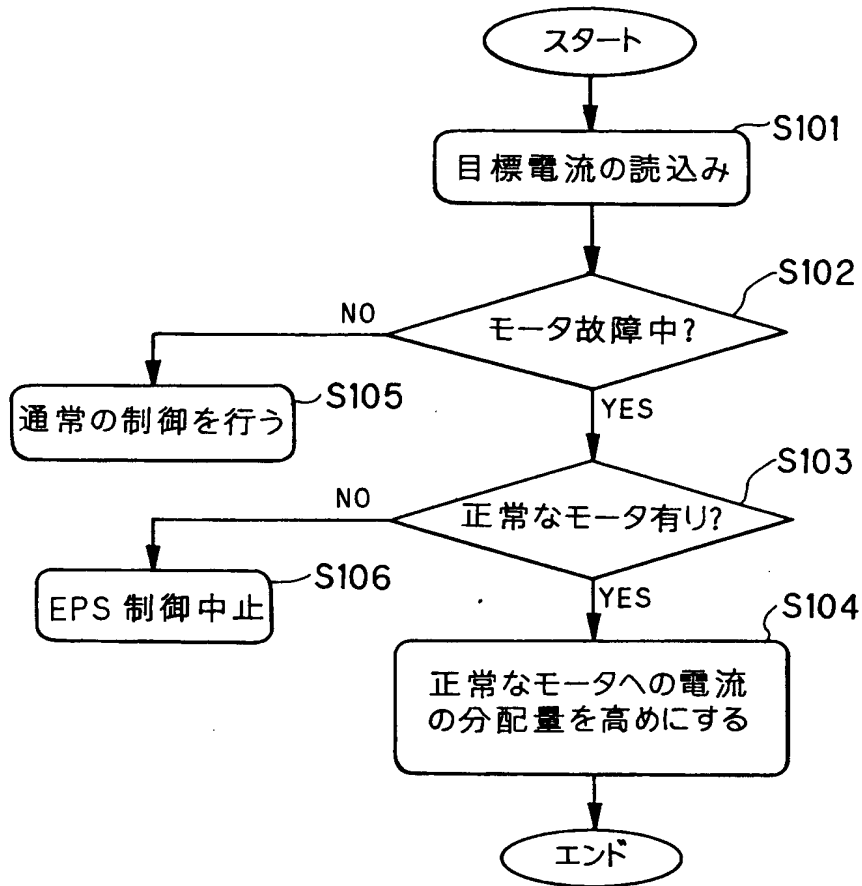 スタート
S101
目標電流の読込み
S102
モータ故障中?
NO
YES
S105
通常の制御を行う
S103
正常なモータ有り?
NO
YES
S106
EPS 制御中止
S104
正常なモータへの電流
の分配量を高めにする
エンド